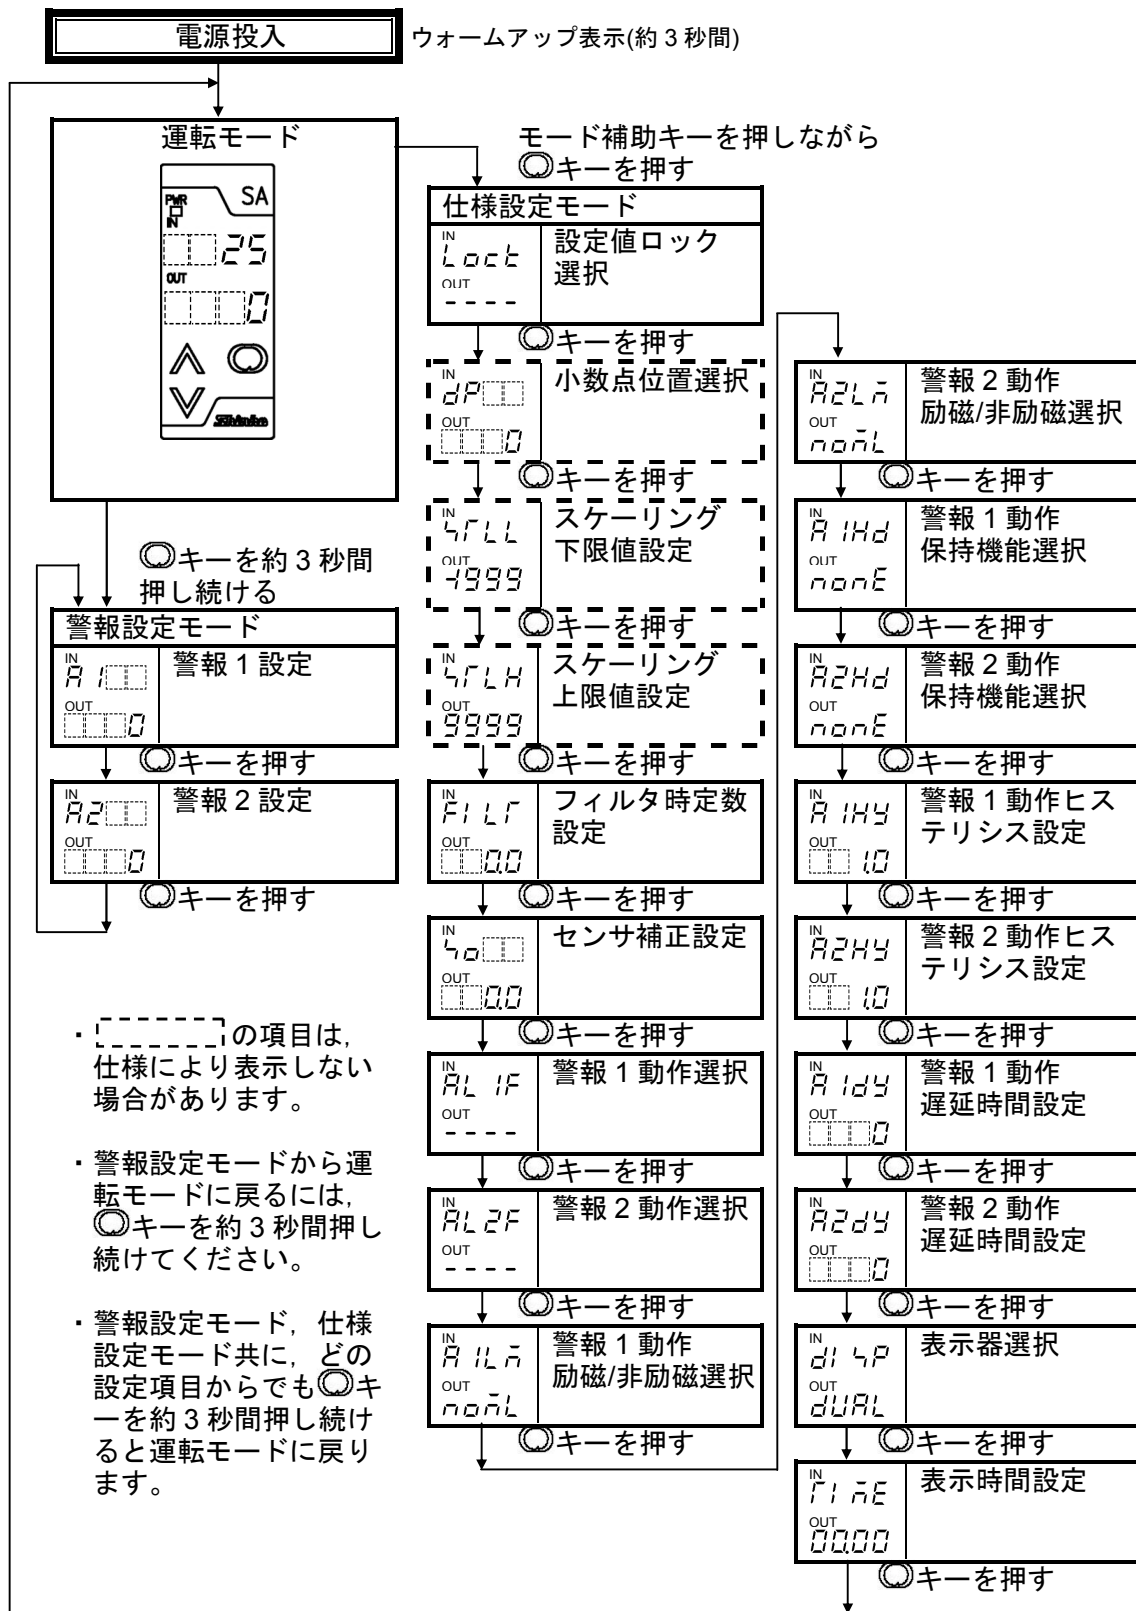 電源投入
ウォームアップ表示(約 3 秒間)
運転モード
PWR
SA
IN
25
OUT
0
Shinko
キーを約 3 秒間
押し続ける
警報設定モード
IN
A1
警報 1 設定
OUT
0
キーを押す
IN
A2
警報 2 設定
OUT
0
キーを押す
・ の項目は,
仕様により表示しない
場合があります。
・警報設定モードから運
転モードに戻るには,
キーを約 3 秒間押し
続けてください。
・警報設定モード, 仕様
設定モード共に, どの
設定項目からでもキ
ーを約 3 秒間押し続け
ると運転モードに戻り
ます。
モード補助キーを押しながら
キーを押す
仕様設定モード
IN
Lock
設定値ロック
選択
OUT
----
キーを押す
IN
dP
小数点位置選択
OUT
0
キーを押す
IN
STLL
スケーリング
下限値設定
OUT
-1999
キーを押す
IN
STLH
スケーリング
上限値設定
OUT
9999
キーを押す
IN
FILT
フィルタ時定数
設定
OUT
0.0
キーを押す
IN
So
センサ補正設定
OUT
0.0
キーを押す
IN
AL1F
警報 1 動作選択
OUT
----
キーを押す
IN
AL2F
警報 2 動作選択
OUT
----
キーを押す
IN
A1Lm
警報 1 動作
励磁/非励磁選択
OUT
nomL
キーを押す
IN
A2Lm
警報 2 動作
励磁/非励磁選択
OUT
nomL
キーを押す
IN
A1Hd
警報 1 動作
保持機能選択
OUT
nonE
キーを押す
IN
A2Hd
警報 2 動作
保持機能選択
OUT
nonE
キーを押す
IN
A1HY
警報 1 動作ヒス
テリシス設定
OUT
1.0
キーを押す
IN
A2HY
警報 2 動作ヒス
テリシス設定
OUT
1.0
キーを押す
IN
A1dY
警報 1 動作
遅延時間設定
OUT
0
キーを押す
IN
A2dY
警報 2 動作
遅延時間設定
OUT
0
キーを押す
IN
dISP
表示器選択
OUT
dUAL
キーを押す
IN
TImE
表示時間設定
OUT
00.00
キーを押す